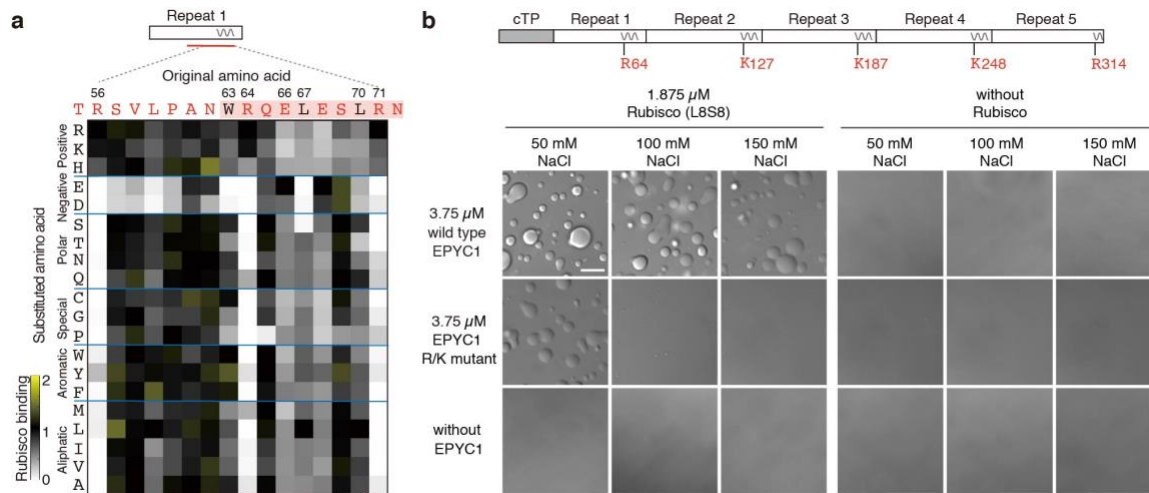 a
Repeat 1
Original amino acid
56 63 64 66 67 70 71
T R S V L P A N W R Q E L E S L R N
Substituted amino acid
Positive
R
K
H
Negative
E
D
Polar
S
T
N
Q
Special
C
G
P
Aromatic
W
Y
F
Aliphatic
M
L
I
V
A
Rubisco binding
2
1
0
b
cTP Repeat 1 Repeat 2 Repeat 3 Repeat 4 Repeat 5
R64 K127 K187 K248 R314
1.875 µM
Rubisco (L8S8)
without
Rubisco
50 mM
NaCl
100 mM
NaCl
150 mM
NaCl
50 mM
NaCl
100 mM
NaCl
150 mM
NaCl
3.75 µM
wild type
EPYC1
3.75 µM
EPYC1
R/K mutant
without
EPYC1